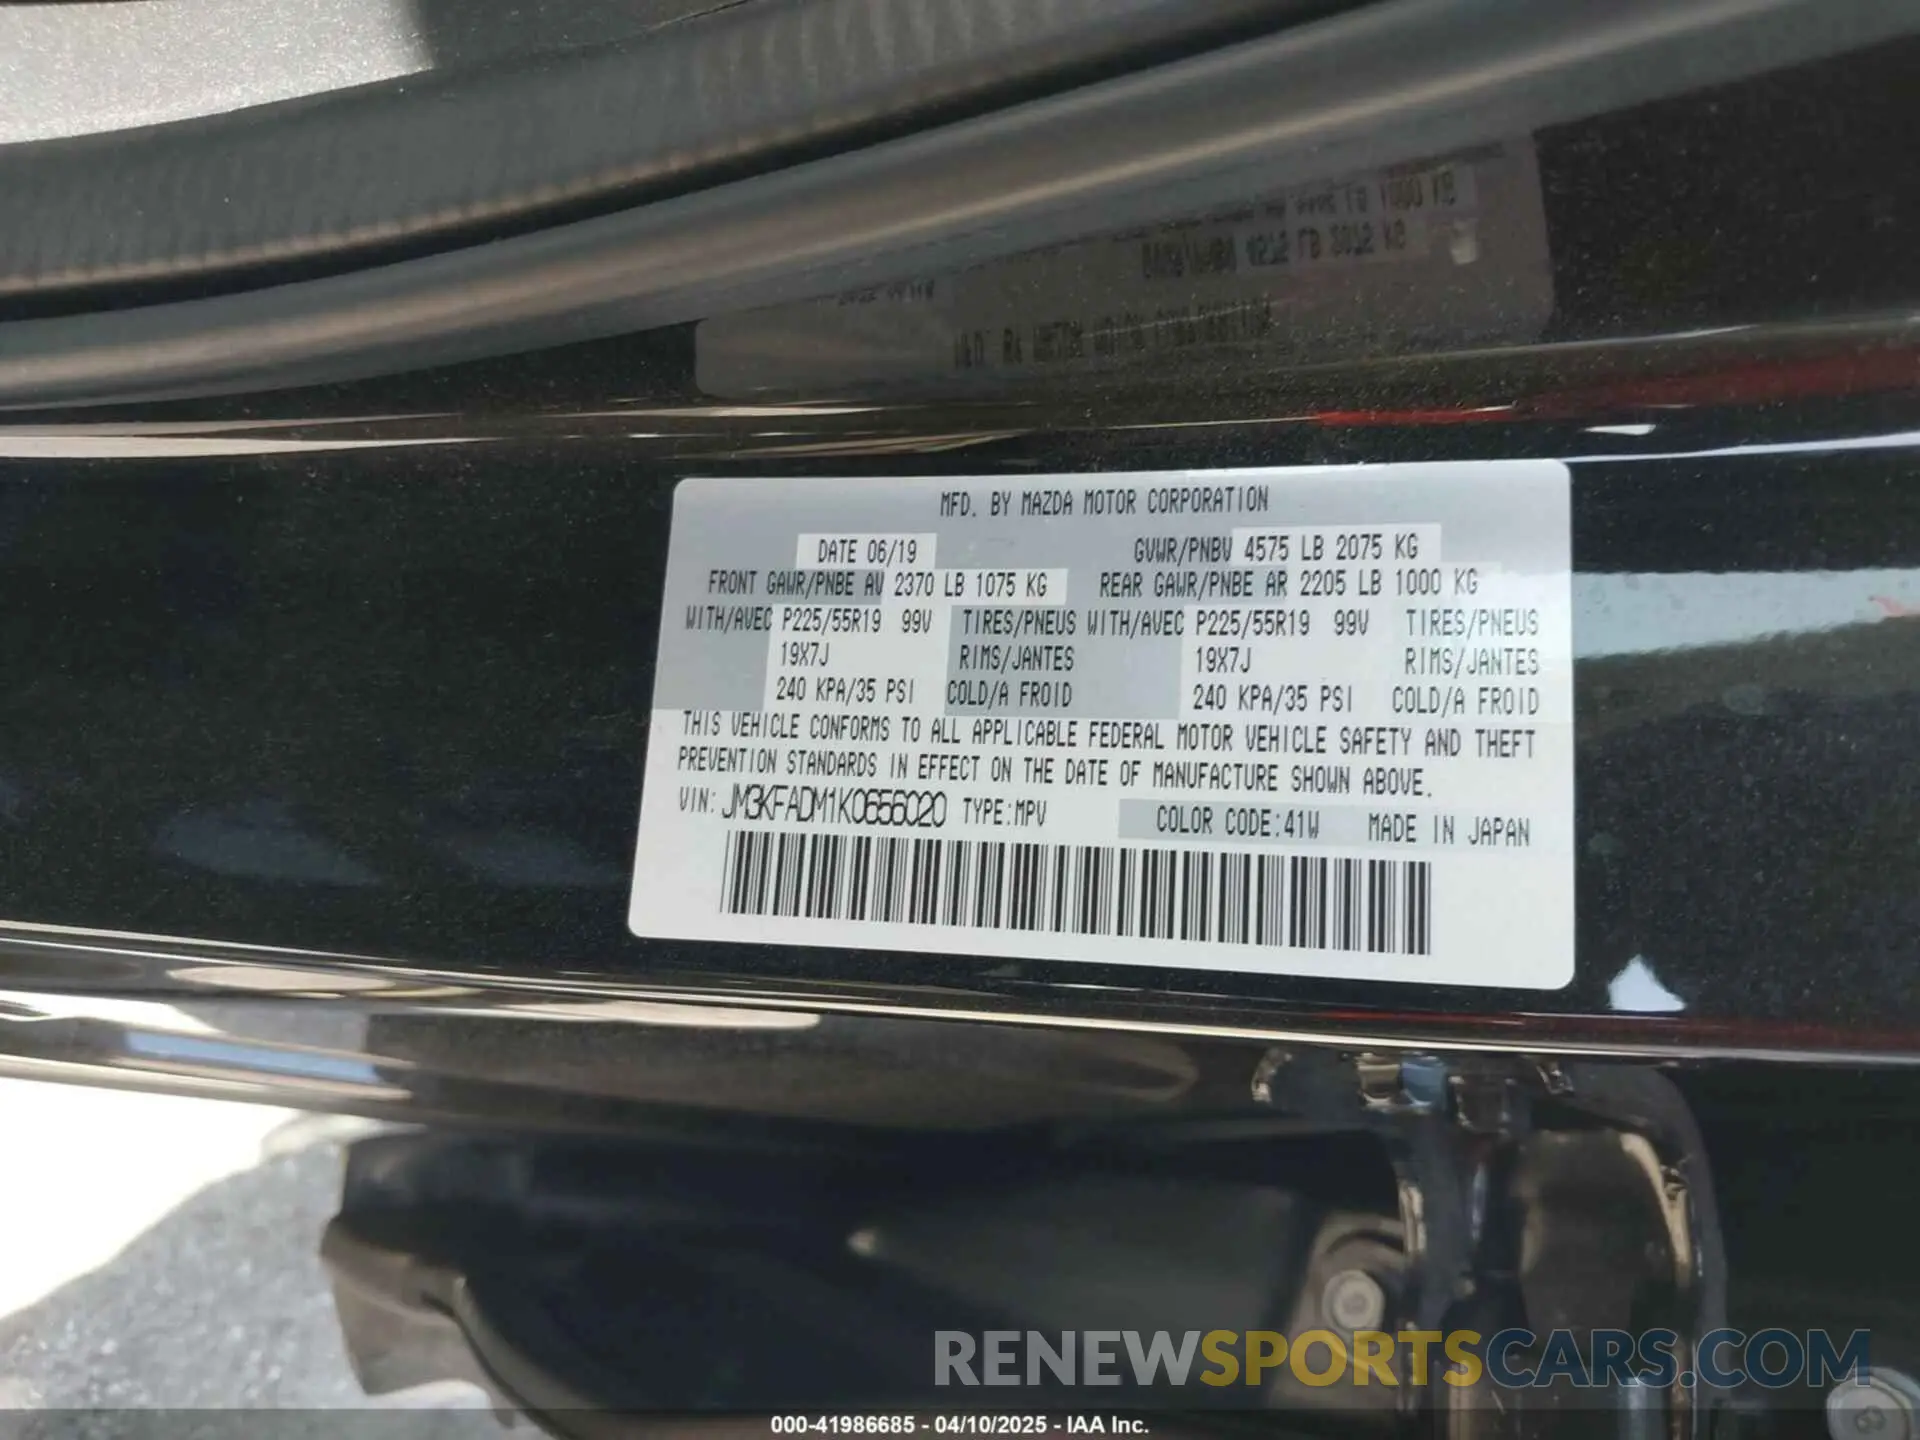 MFD. BY MAZDA MOTOR CORPORATION
DATE 06/19 GVWR/PNBV 4575 LB 2075 KG
FRONT GAWR/PNBE AV 2370 LB 1075 KG REAR GAWR/PNBE AR 2205 LB 1000 KG
WITH/AVEC P225/55R19 99V TIRES/PNEUS WITH/AVEC P225/55R19 99V TIRES/PNEUS
19X7J RIMS/JANTES 19X7J RIMS/JANTES
240 KPA/35 PSI COLD/A FROID 240 KPA/35 PSI COLD/A FROID
THIS VEHICLE CONFORMS TO ALL APPLICABLE FEDERAL MOTOR VEHICLE SAFETY AND THEFT
PREVENTION STANDARDS IN EFFECT ON THE DATE OF MANUFACTURE SHOWN ABOVE.
VIN: JM3KFADM1K0656020 TYPE:MPV COLOR CODE:41W MADE IN JAPAN
RENEWSPORTSCARS.COM
000-41986685 - 04/10/2025 - IAA Inc.